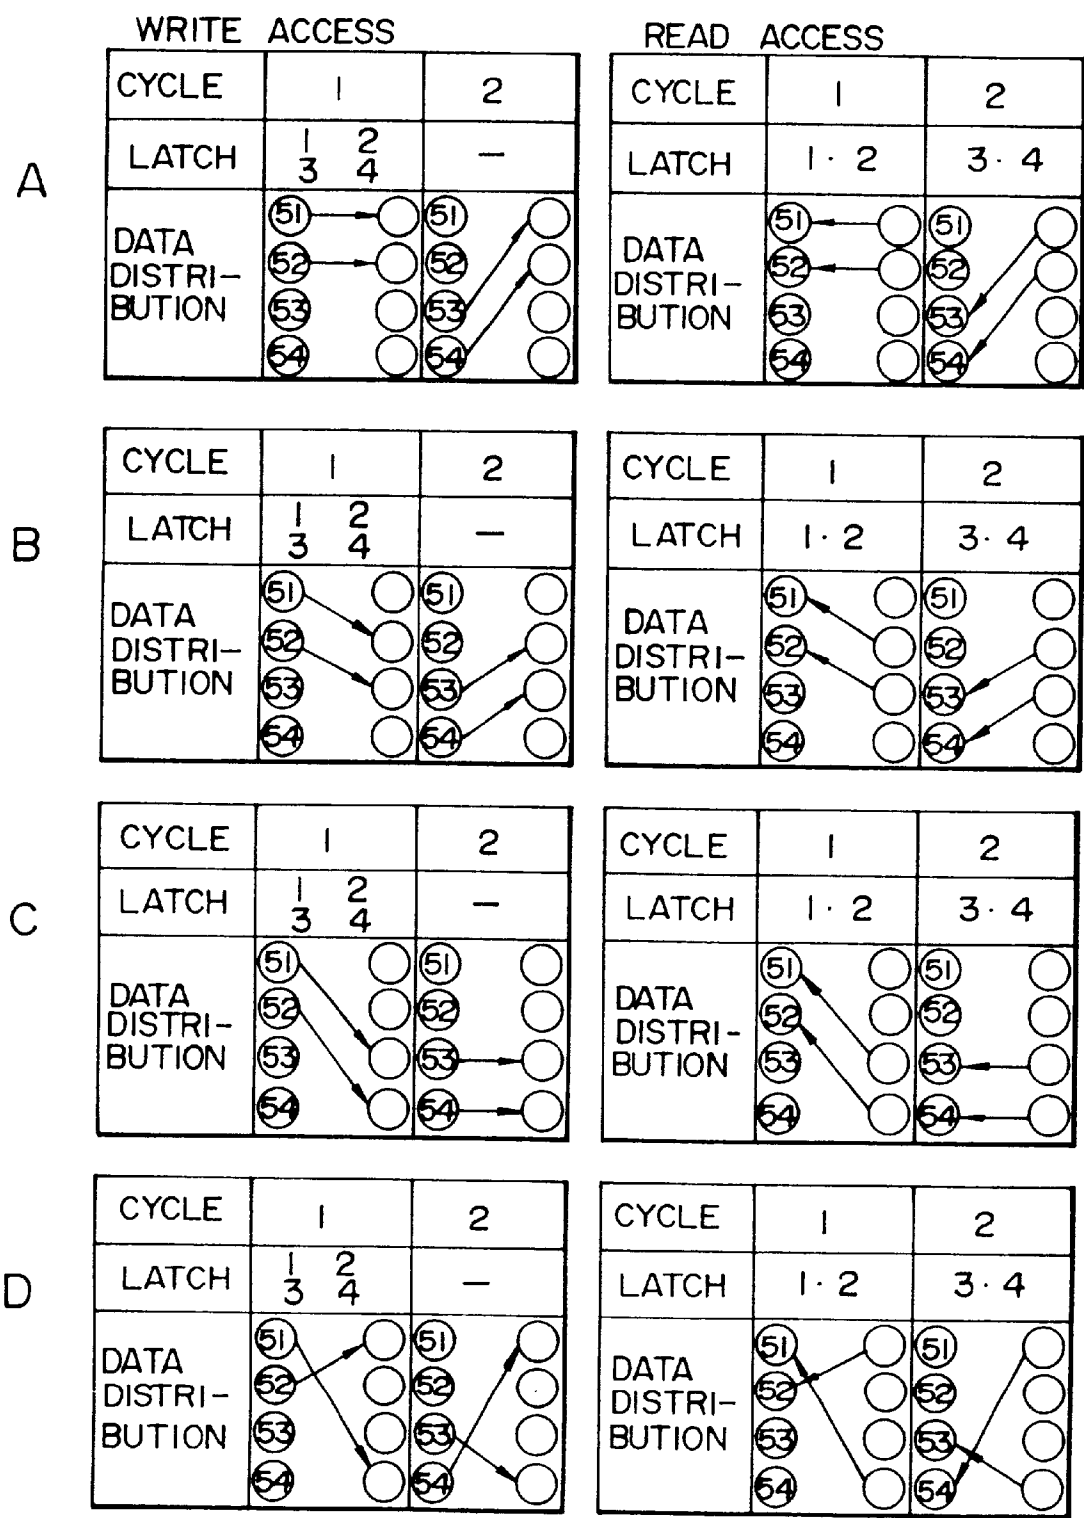 WRITE ACCESS
READ ACCESS
A
CYCLE 1 2
LATCH 1 2 —
3 4
DATA
DISTRI-
BUTION
51 51
52 52
53 53
54 54
CYCLE 1 2
LATCH 1·2 3·4
DATA
DISTRI-
BUTION
51 51
52 52
53 53
54 54
B
CYCLE 1 2
LATCH 1 2 —
3 4
DATA
DISTRI-
BUTION
51 51
52 52
53 53
54 54
CYCLE 1 2
LATCH 1·2 3·4
DATA
DISTRI-
BUTION
51 51
52 52
53 53
54 54
C
CYCLE 1 2
LATCH 1 2 —
3 4
DATA
DISTRI-
BUTION
51 51
52 52
53 53
54 54
CYCLE 1 2
LATCH 1·2 3·4
DATA
DISTRI-
BUTION
51 51
52 52
53 53
54 54
D
CYCLE 1 2
LATCH 1 2 —
3 4
DATA
DISTRI-
BUTION
51 51
52 52
53 53
54 54
CYCLE 1 2
LATCH 1·2 3·4
DATA
DISTRI-
BUTION
51 51
52 52
53 53
54 54